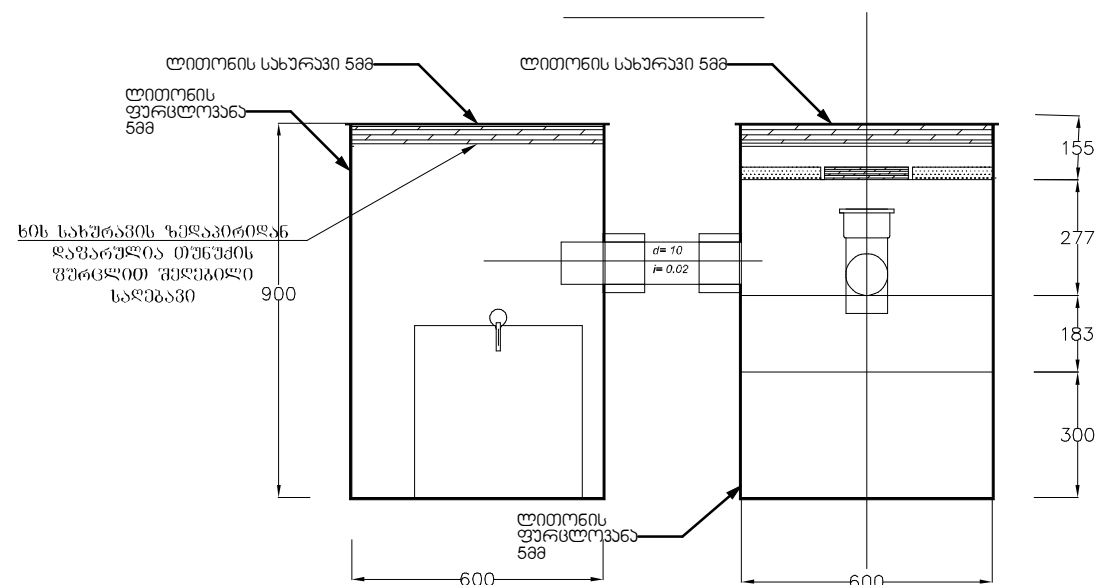 ლითონის სახურავი 5მმ
ლითონის სახურავი 5მმ
ლითონის
ფურცლოვანა
5მმ
155
ხის სახურავის ზედაპირიდან
დაფარულია თუნუქის
ფურცლით შეღებილი
საღებავი
277
d= 10
i= 0.02
900
183
300
ლითონის
ფურცლოვანა
5მმ
600
600